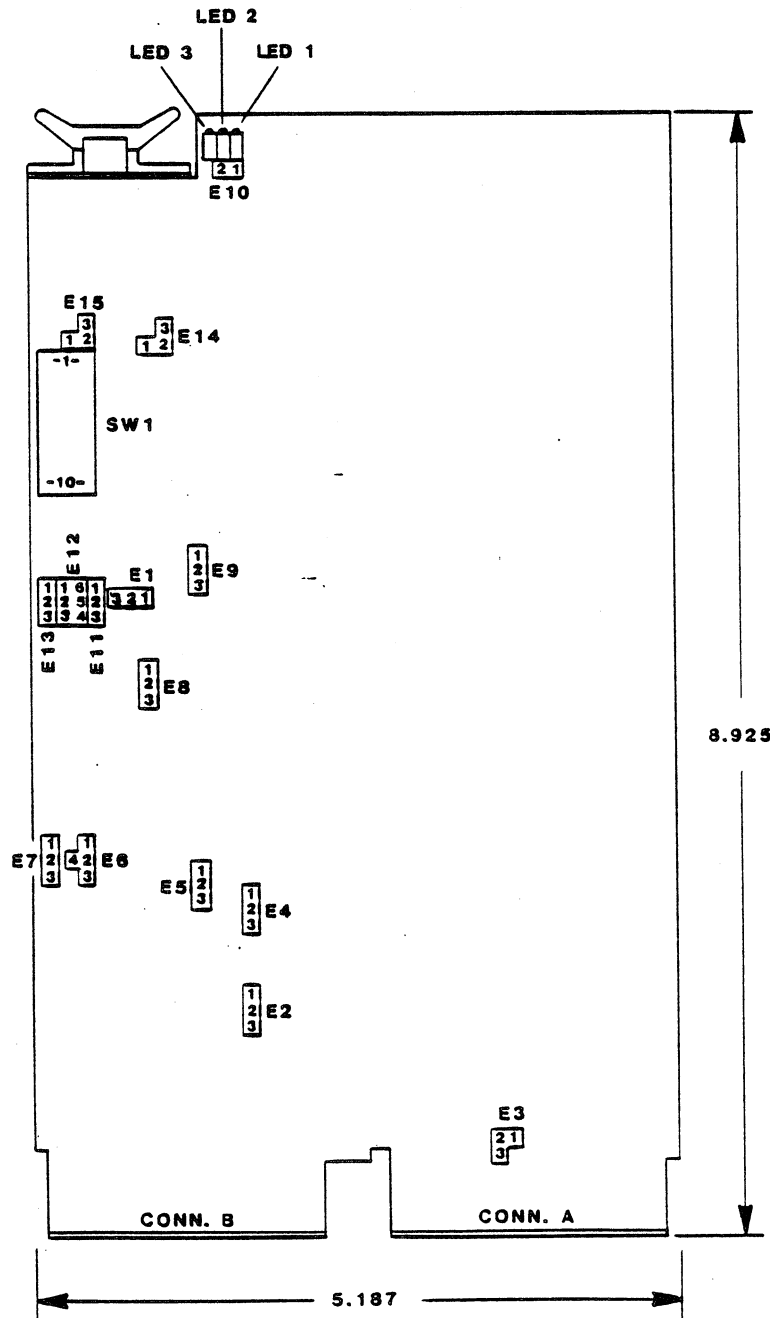 LED 2
LED 3
LED 1
2 1
E10
E15
3
1 2
3
1 2
E14
-1-
SW1
-10-
E12
E1
1
2
3
E9
1
2
3
1 6
2 5
3 4
1
2
3
3 2 1
E13
E11
1
2
3
E8
8.925
E7
1
2
3
4
1
2
3
E6
E5
1
2
3
1
2
3
E4
1
2
3
E2
E3
2 1
3
CONN. B
CONN. A
5.187